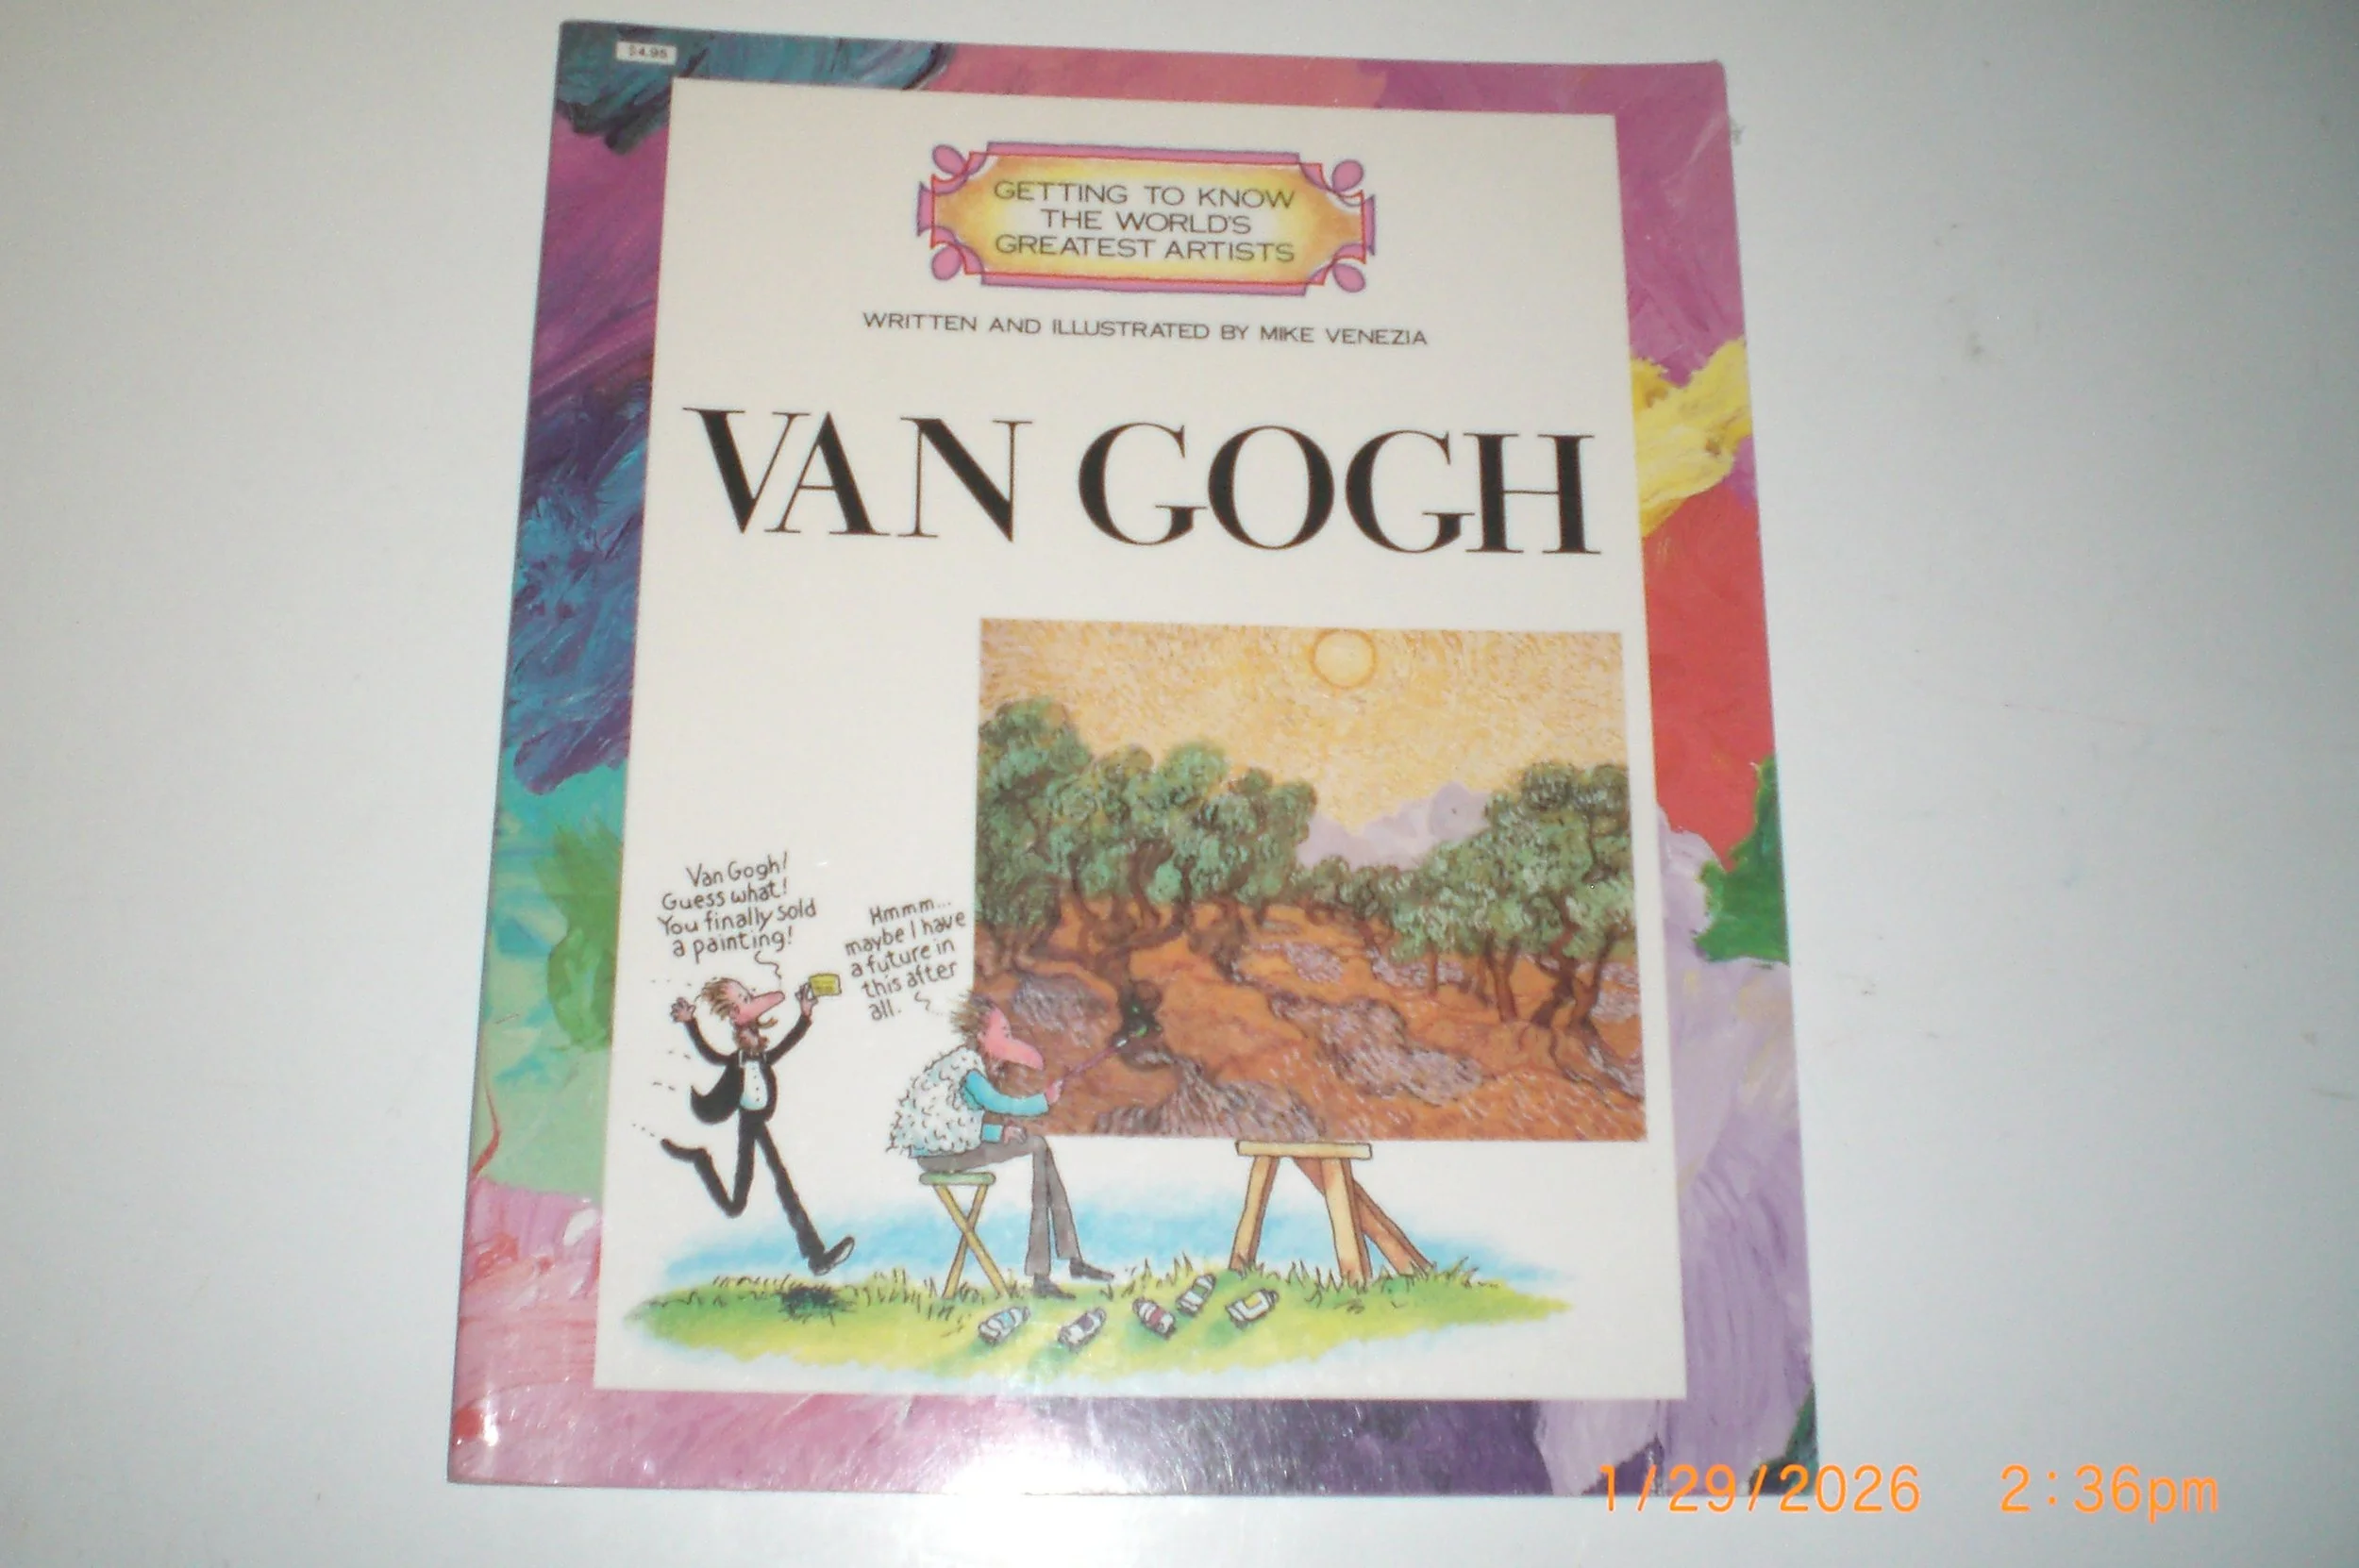 $4.95
GETTING TO KNOW
THE WORLD'S
GREATEST ARTISTS
WRITTEN AND ILLUSTRATED BY MIKE VENEZIA
VAN GOGH
Van Gogh!
Guess what!
You finally sold
a painting!
Hmmm...
maybe I have
a future in
this after
all.
1/29/2026 2:36pm